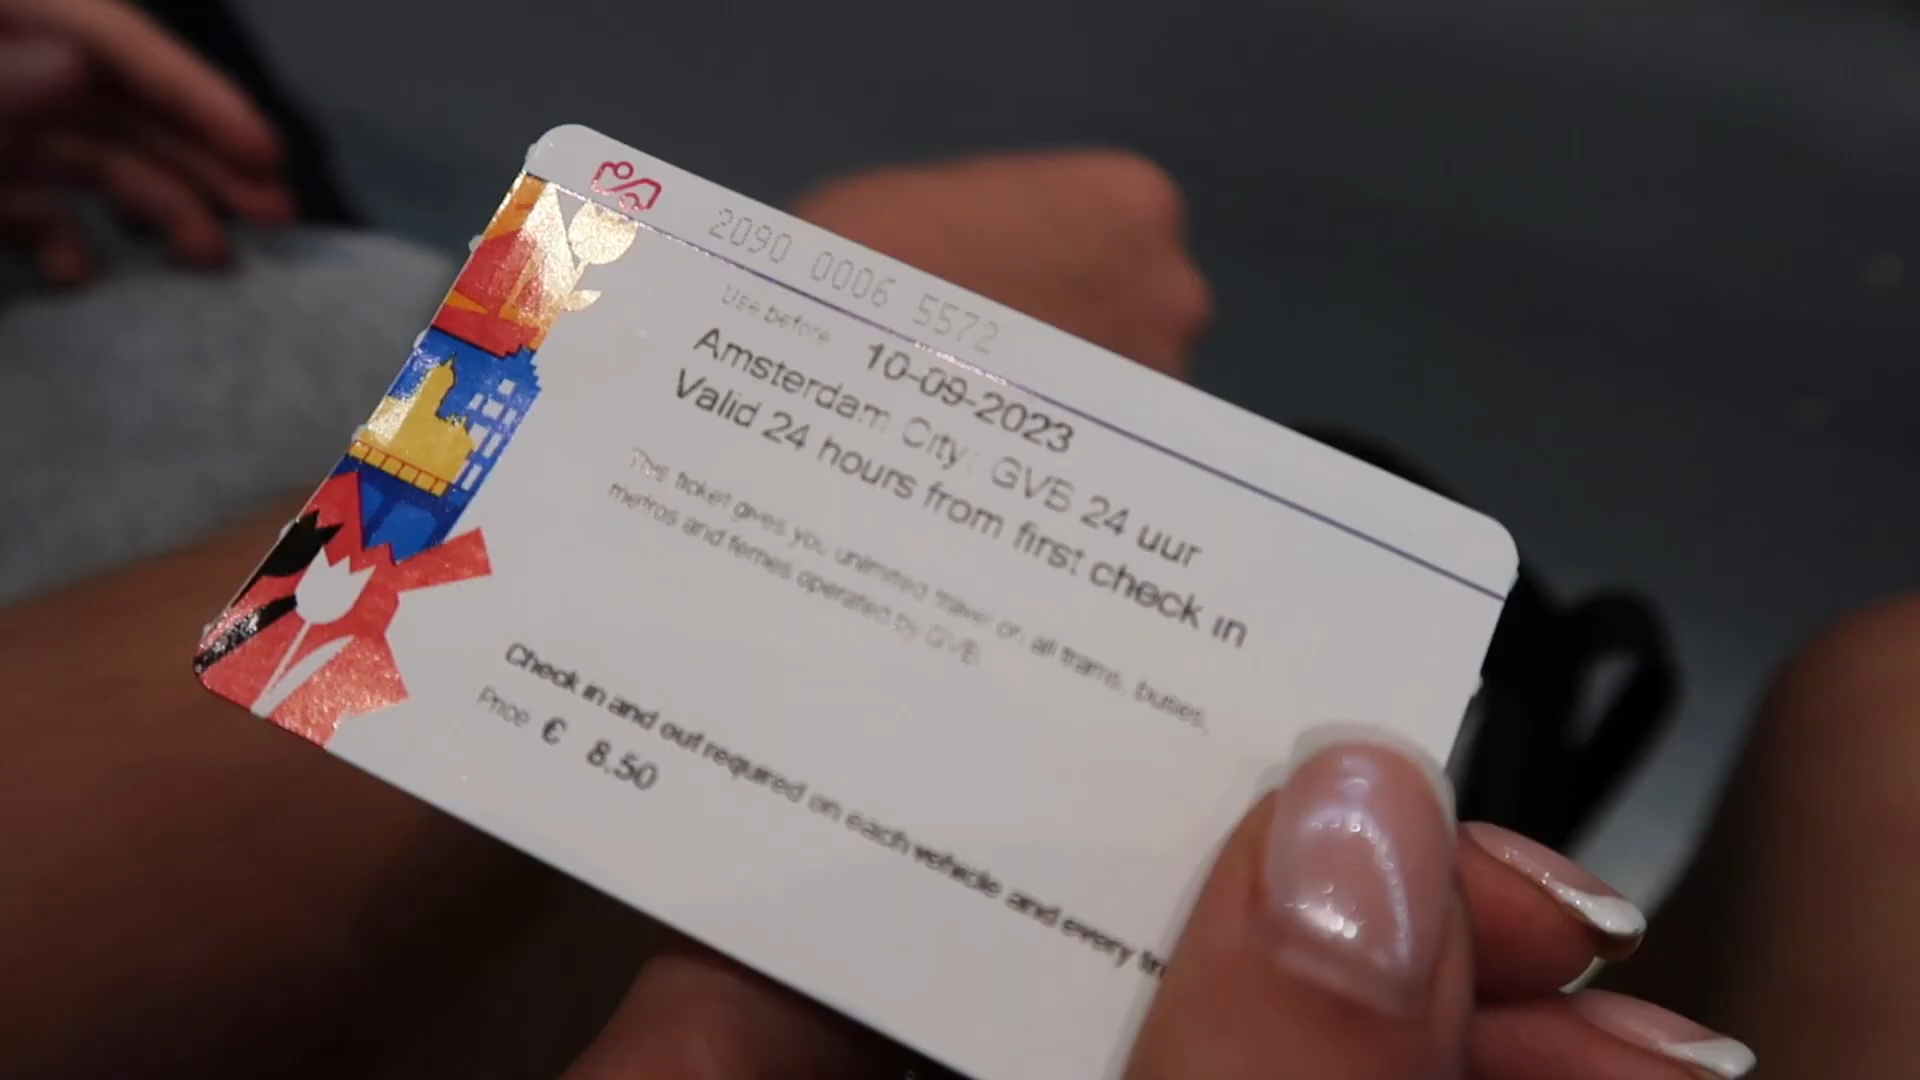 2090 0006 5572
Use before 10-09-2023
Amsterdam City: GVB 24 uur
Valid 24 hours from first check in
This ticket gives you unlimited travel on all trams, buses,
metros and ferries operated by GVB.
Check in and out required on each vehicle and every
Price € 8.50